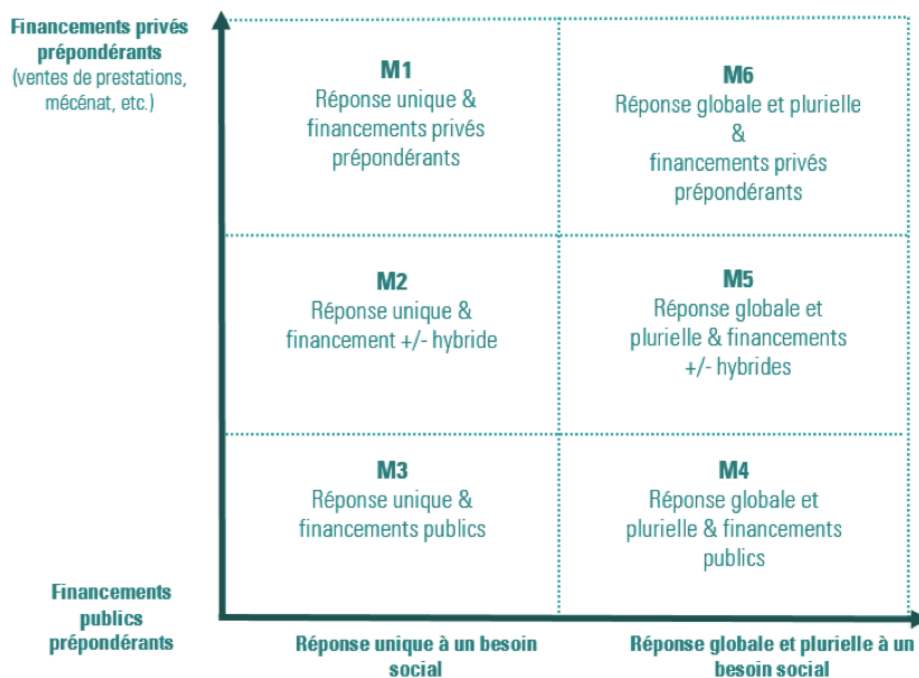 Financements privés
prépondérants
(ventes de prestations,
mécénat, etc.)
M1
Réponse unique &
financements privés
prépondérants
M6
Réponse globale et plurielle
&
financements privés
prépondérants
M2
Réponse unique &
financement +/- hybride
M5
Réponse globale et
plurielle & financements
+/- hybrides
M3
Réponse unique &
financements publics
M4
Réponse globale et
plurielle & financements
publics
Financements
publics
prépondérants
Réponse unique à un besoin
social
Réponse globale et plurielle à un
besoin social